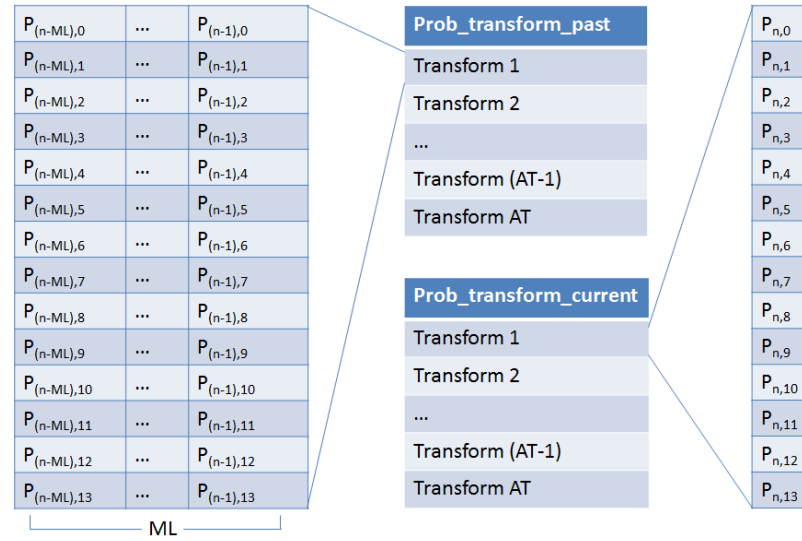 P(n-ML),0 ... P(n-1),0
P(n-ML),1 ... P(n-1),1
P(n-ML),2 ... P(n-1),2
P(n-ML),3 ... P(n-1),3
P(n-ML),4 ... P(n-1),4
P(n-ML),5 ... P(n-1),5
P(n-ML),6 ... P(n-1),6
P(n-ML),7 ... P(n-1),7
P(n-ML),8 ... P(n-1),8
P(n-ML),9 ... P(n-1),9
P(n-ML),10 ... P(n-1),10
P(n-ML),11 ... P(n-1),11
P(n-ML),12 ... P(n-1),12
P(n-ML),13 ... P(n-1),13
ML
Prob_transform_past
Transform 1
Transform 2
...
Transform (AT-1)
Transform AT
Prob_transform_current
Transform 1
Transform 2
...
Transform (AT-1)
Transform AT
Pn,0
Pn,1
Pn,2
Pn,3
Pn,4
Pn,5
Pn,6
Pn,7
Pn,8
Pn,9
Pn,10
Pn,11
Pn,12
Pn,13